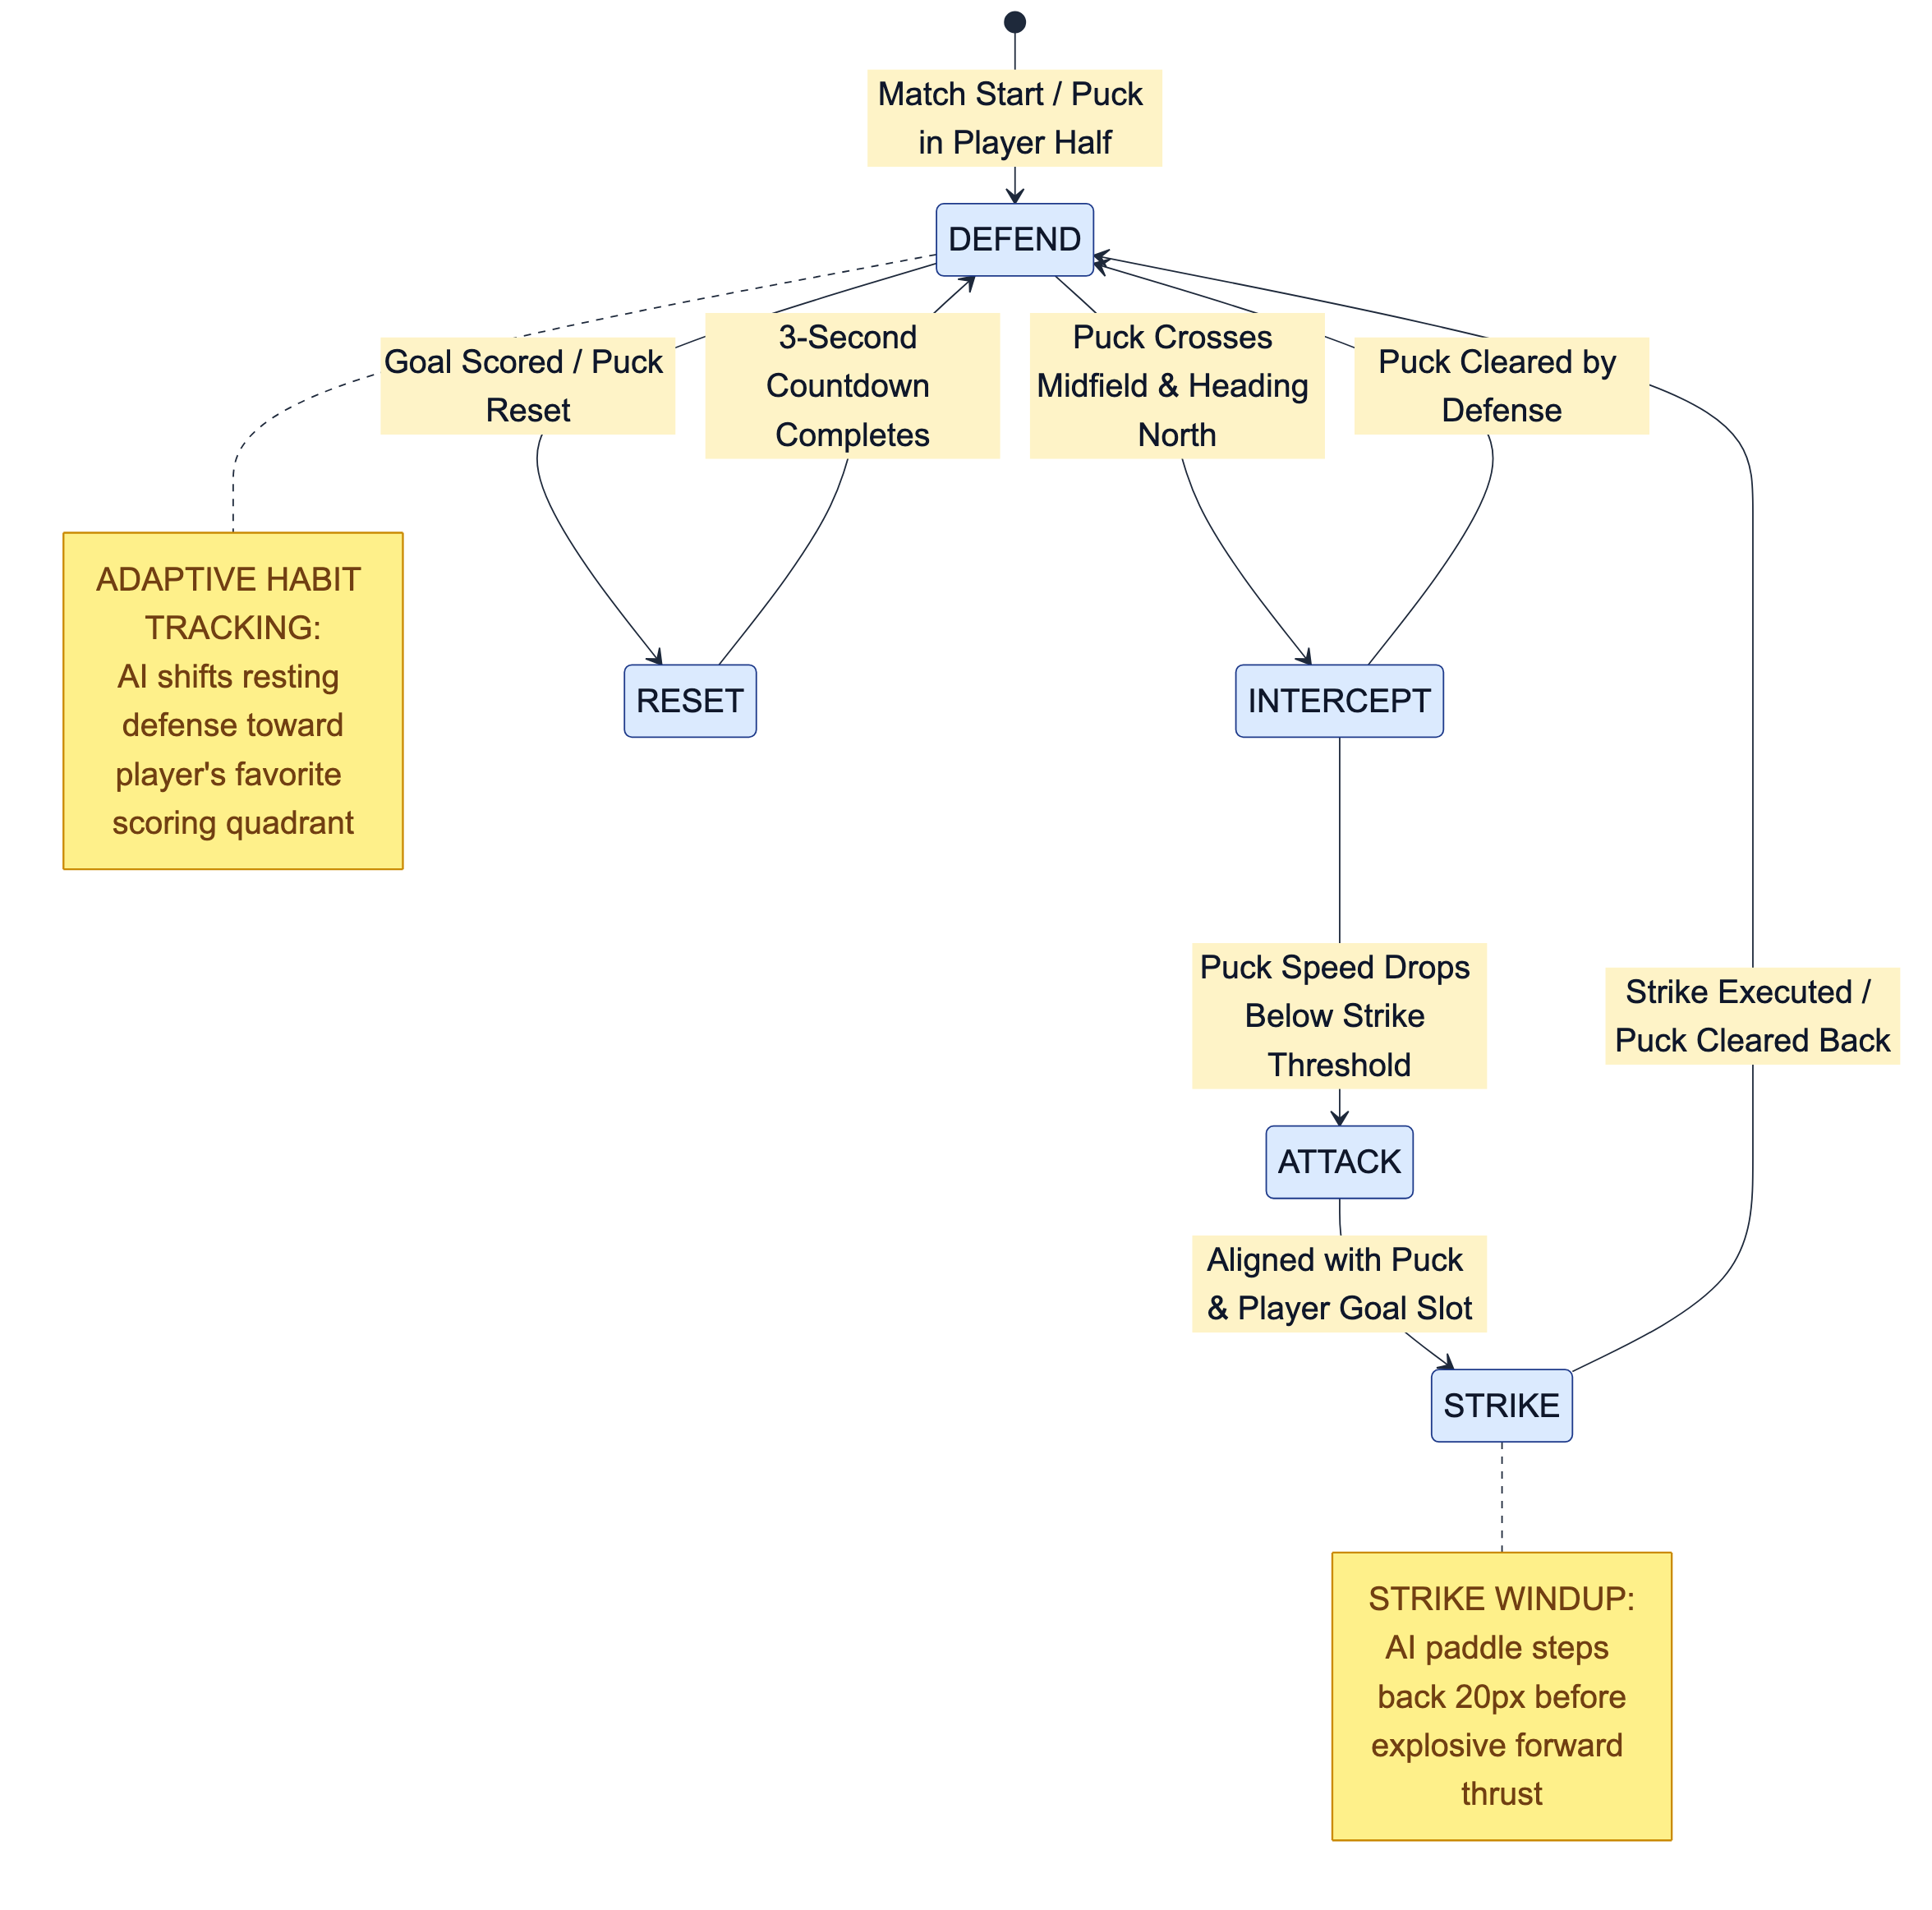 Match Start / Puck
in Player Half
DEFEND
Goal Scored / Puck
Reset
3-Second
Countdown
Completes
Puck Crosses
Midfield & Heading
North
Puck Cleared by
Defense
ADAPTIVE HABIT
TRACKING:
AI shifts resting
defense toward
player's favorite
scoring quadrant
RESET
INTERCEPT
Puck Speed Drops
Below Strike
Threshold
Strike Executed /
Puck Cleared Back
ATTACK
Aligned with Puck
& Player Goal Slot
STRIKE
STRIKE WINDUP:
AI paddle steps
back 20px before
explosive forward
thrust